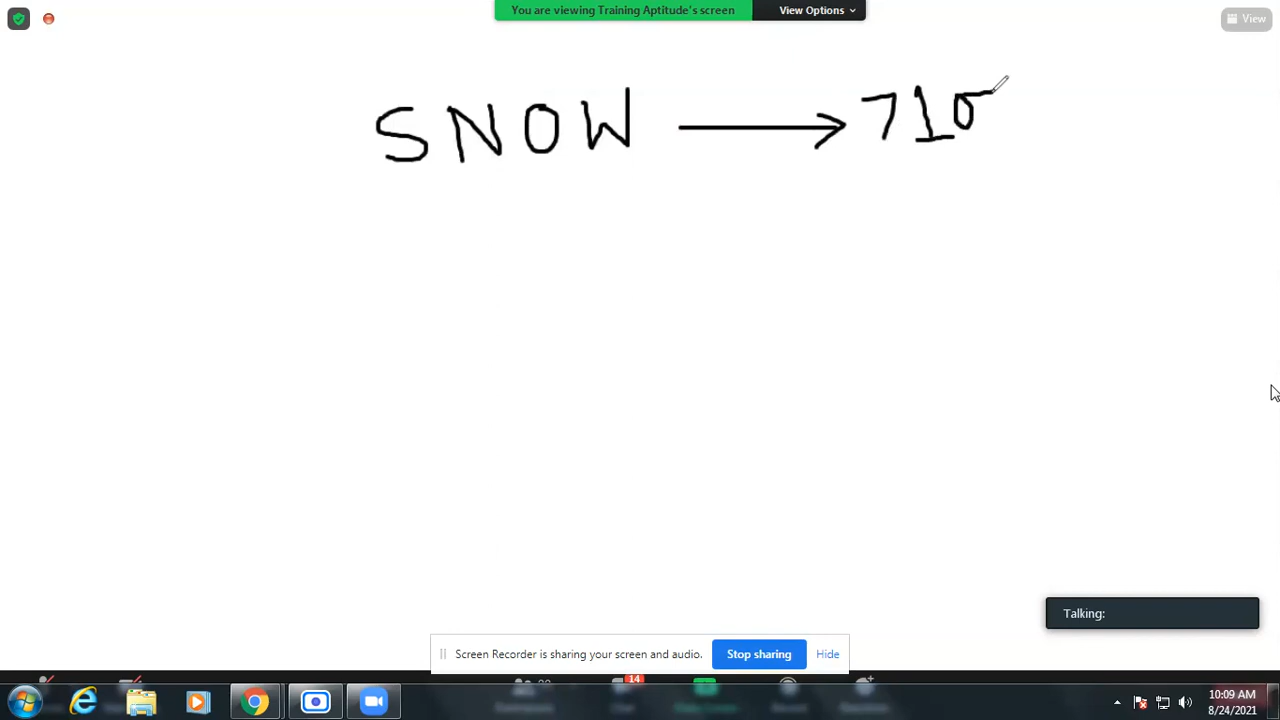 You are viewing Training Aptitude's screen
View Options
View
SNOW → 710
Talking:
Screen Recorder is sharing your screen and audio.
Stop sharing
Hide
14
10:09 AM
8/24/2021